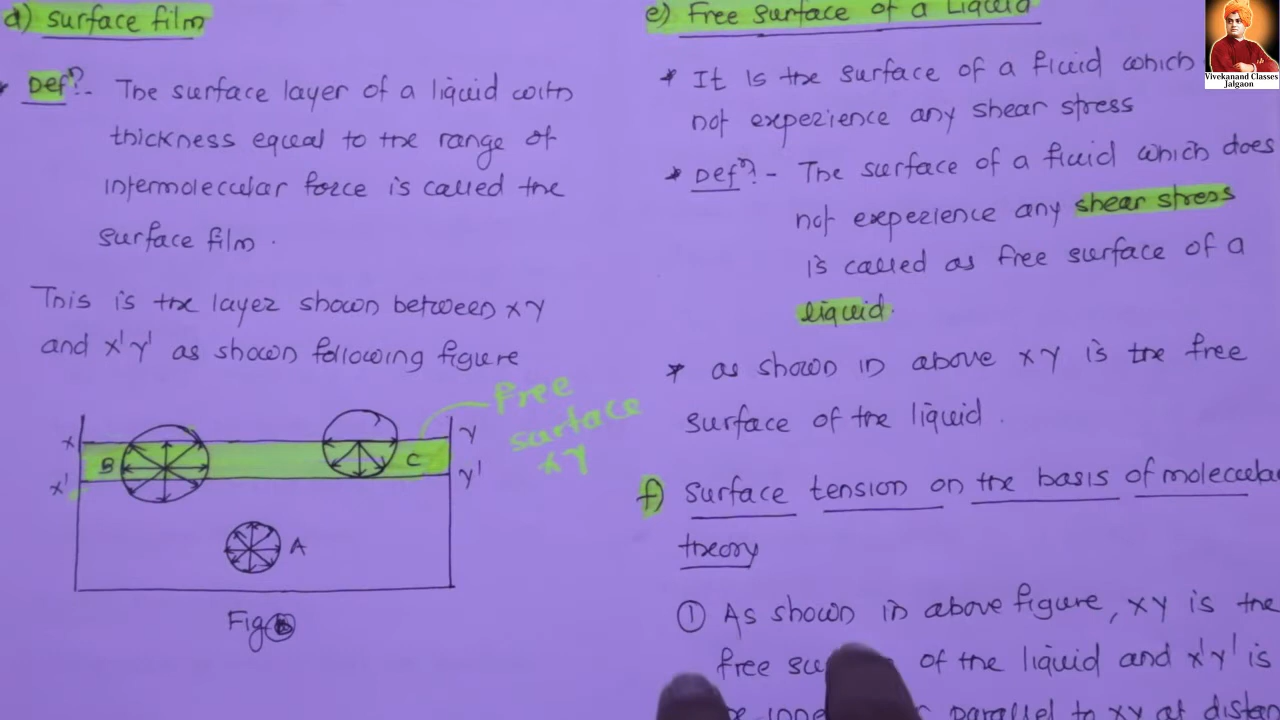 d) surface film
* Defⁿ:- The surface layer of a liquid with
thickness equal to the range of
intermolecular force is called the
surface film.
This is the layer shown between XY
and X'Y' as shown following figure
free
surface
XY
X
Y
B
C
X'
Y'
A
Fig
e) Free surface of a Liquid
* It is the surface of a fluid which
not experience any shear stress
* Defⁿ:- The surface of a fluid which does
not experience any shear stress
is called as free surface of a
liquid.
* as shown in above XY is the free
surface of the liquid.
f) surface tension on the basis of molecular
theory
① As shown in above figure, XY is the
free of the liquid and X'Y' is
parallel to XY at
Vivekanand Classes
Jalgaon